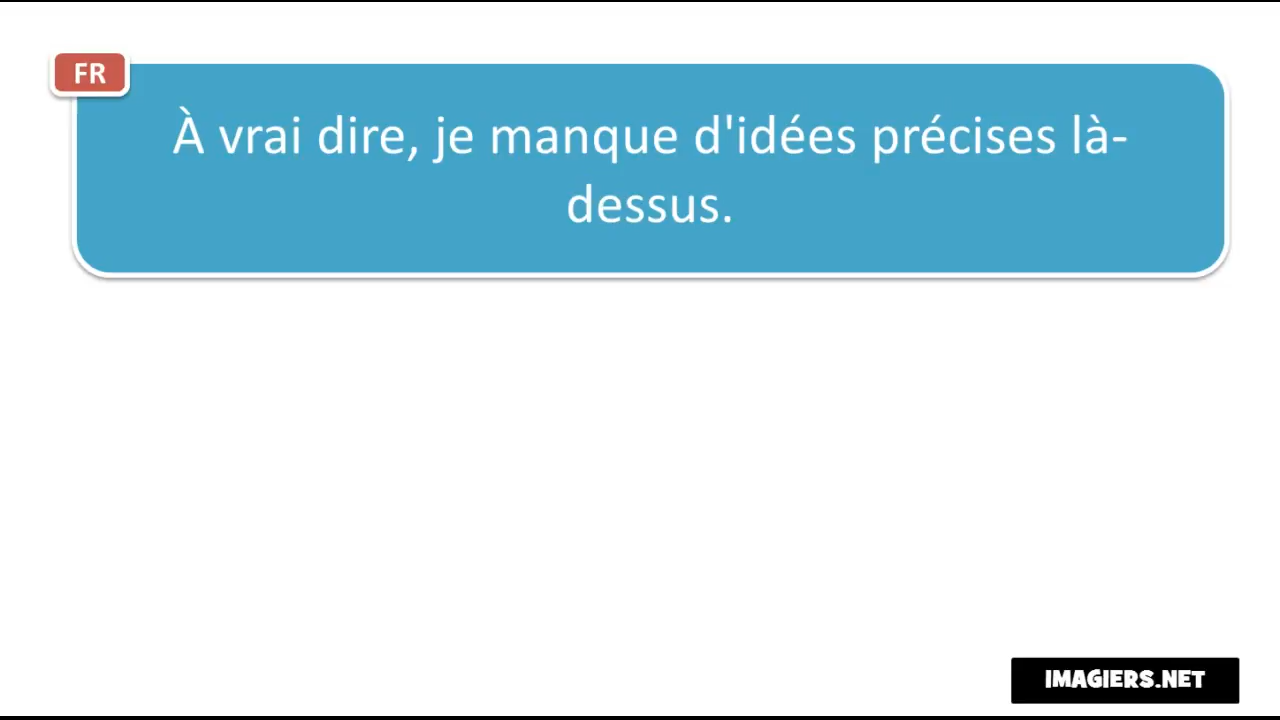 FR
À vrai dire, je manque d'idées précises là-
dessus.
IMAGIERS.NET